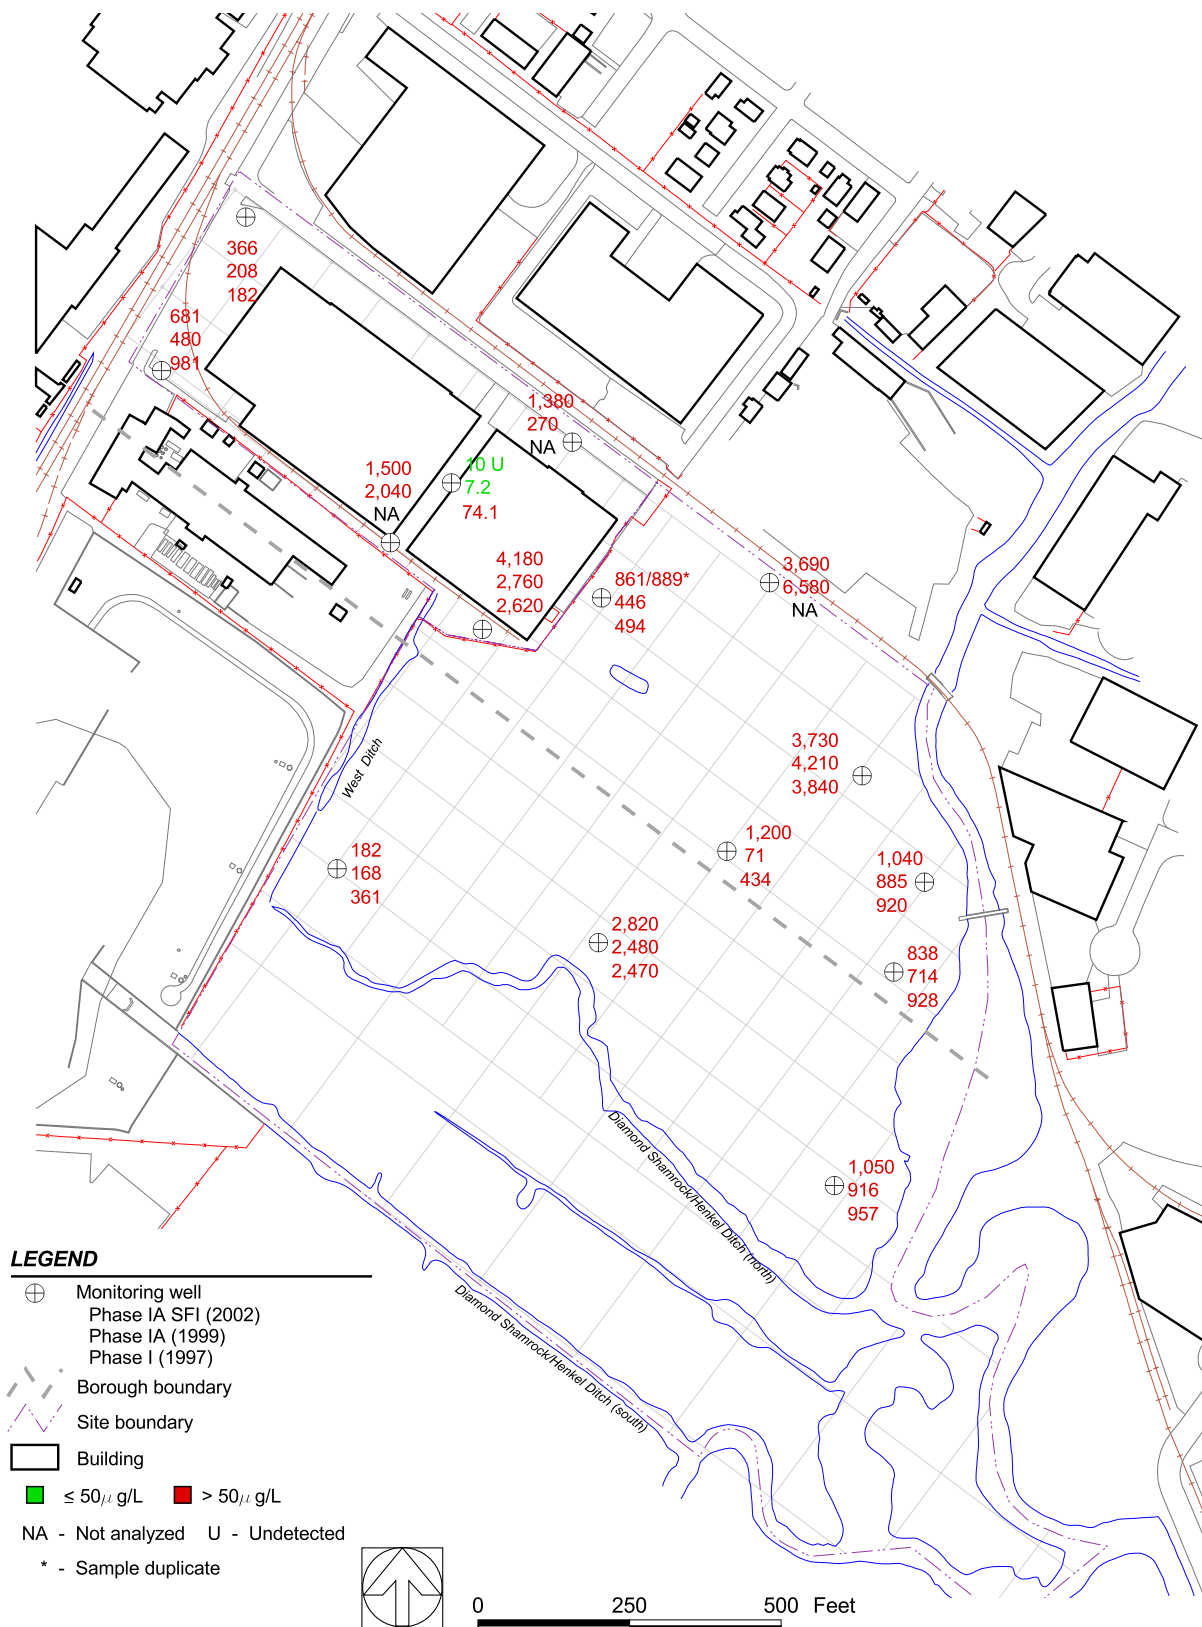 366
208
182
681
480
981
1,380
270
NA
1,500
2,040
NA
10 U
7.2
74.1
4,180
2,760
2,620
861/889*
446
494
3,690
6,580
NA
3,730
4,210
3,840
West Ditch
1,200
71
434
1,040
885
920
182
168
361
2,820
2,480
2,470
838
714
928
Diamond Shamrock/Henkel Ditch (north)
1,050
916
957
Diamond Shamrock/Henkel Ditch (south)
LEGEND
Monitoring well
Phase IA SFI (2002)
Phase IA (1999)
Phase I (1997)
Borough boundary
Site boundary
Building
≤ 50μ g/L > 50μ g/L
NA - Not analyzed U - Undetected
* - Sample duplicate
0 250 500 Feet